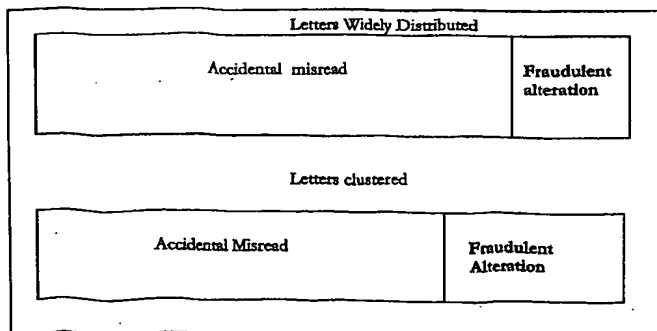 Letters Widely Distributed
Accidental misread
Fraudulent
alteration
Letters clustered
Accidental Misread
Fraudulent
Alteration